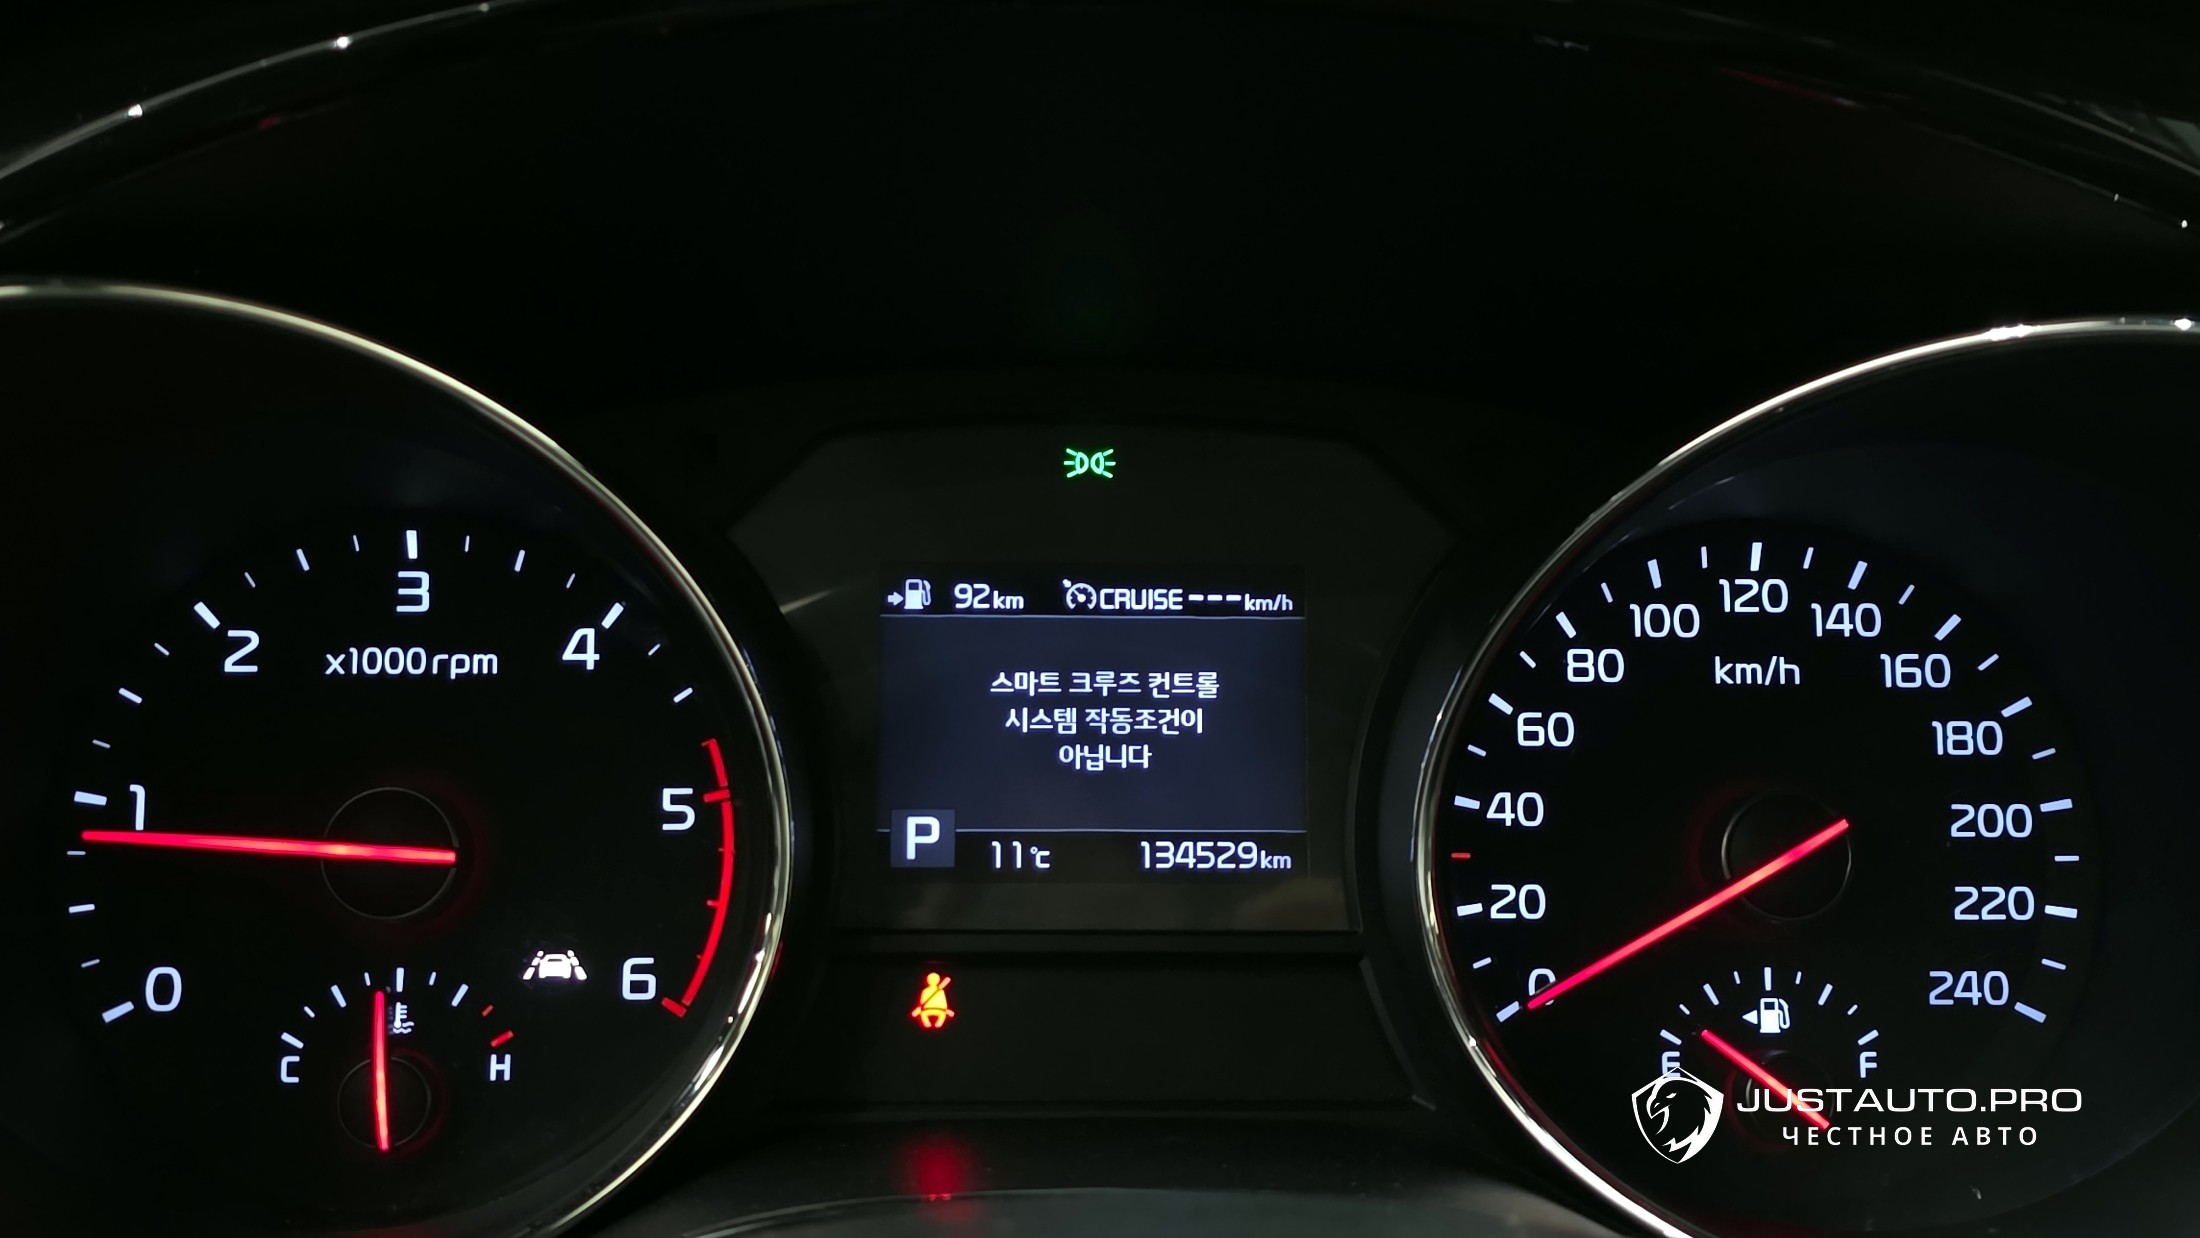 92km CRUISE---km/h
스마트 크루즈 컨트롤
시스템 작동조건이
아닙니다
P 11°C 134529km
0 1 2 3 4 5 6
x1000rpm
C H
0 20 40 60 80 100 120 140 160 180 200 220 240
km/h
E F
JUSTAUTO.PRO
ЧЕСТНОЕ АВТО